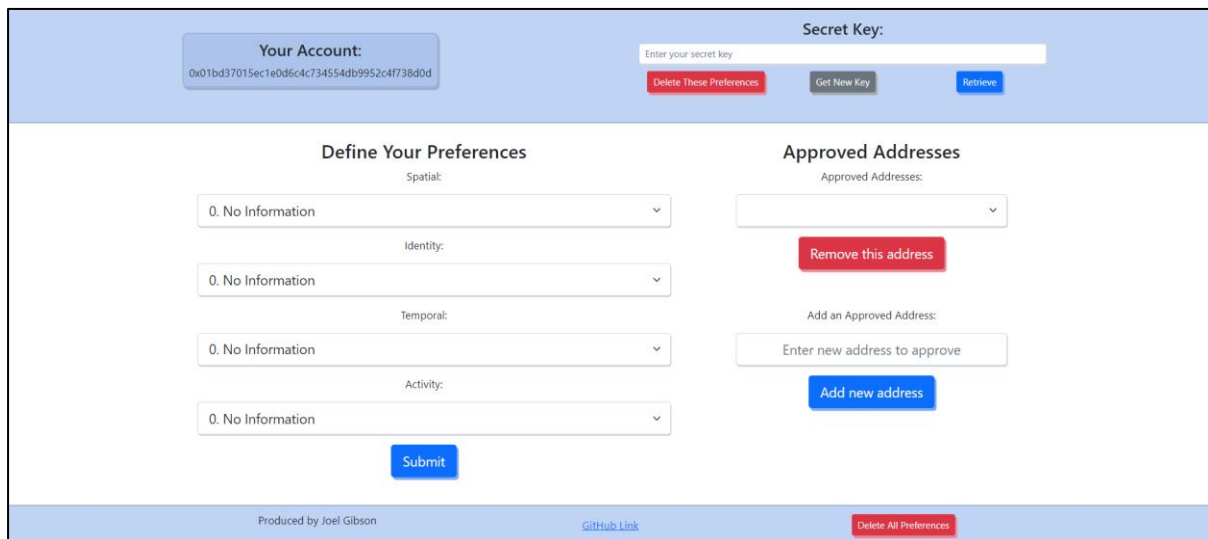 Your Account:
0x01bd37015ec1e0d6c4c734554db9952c4f738d0d
Secret Key:
Enter your secret key
Delete These Preferences
Get New Key
Retrieve
Define Your Preferences
Spatial:
0. No Information
Identity:
0. No Information
Temporal:
0. No Information
Activity:
0. No Information
Submit
Approved Addresses
Approved Addresses:
Remove this address
Add an Approved Address:
Enter new address to approve
Add new address
Produced by Joel Gibson
GitHub Link
Delete All Preferences